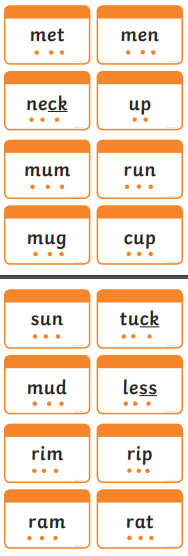 met men
neck up
mum run
mug cup
sun tuck
mud less
rim rip
ram rat